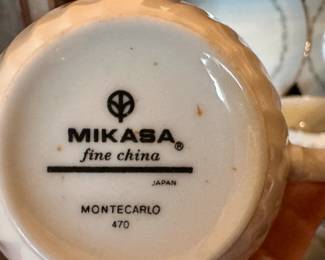 MIKASA®
fine china
JAPAN
MONTECARLO
470